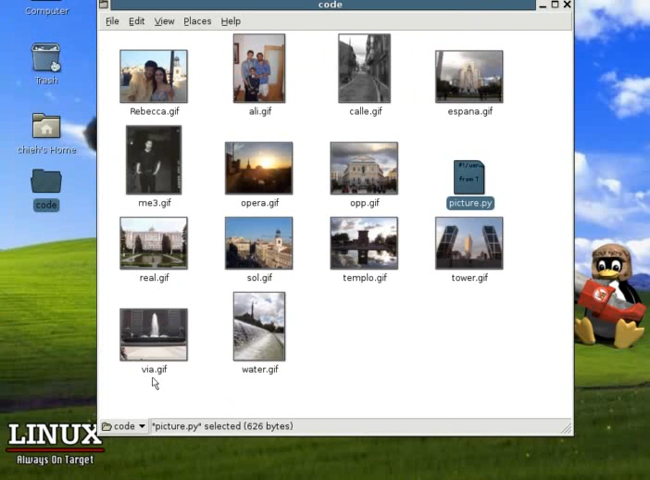 code
File Edit View Places Help
Computer
Trash
chieh's Home
code
Rebecca.gif ali.gif calle.gif espana.gif
me3.gif opera.gif opp.gif picture.py
real.gif sol.gif templo.gif tower.gif
via.gif water.gif
from
code "picture.py" selected (626 bytes)
LINUX
Always On Target